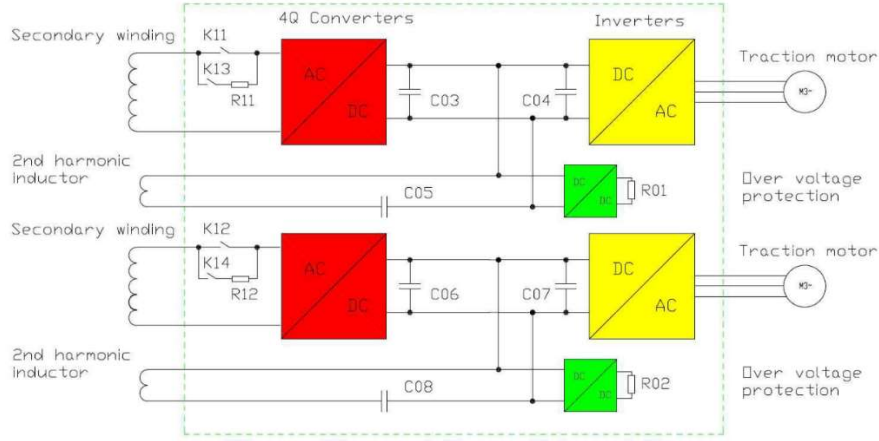 4Q Converters
Inverters
Secondary winding
K11
K13
R11
AC
DC
C03
C04
DC
AC
Traction motor
M3~
2nd harmonic
inductor
C05
DC
DC
R01
Over voltage
protection
Secondary winding
K12
K14
R12
AC
DC
C06
C07
DC
AC
Traction motor
M3~
2nd harmonic
inductor
C08
DC
DC
R02
Over voltage
protection